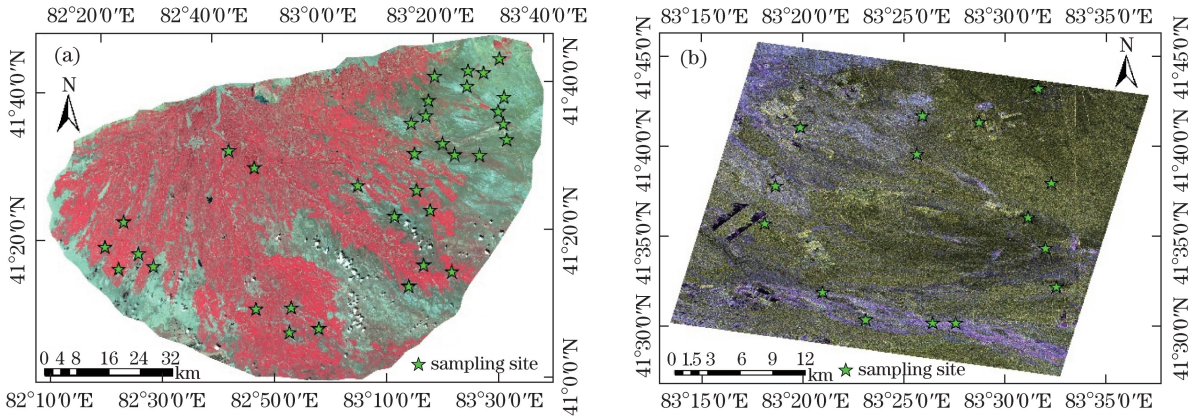 82°20′0″E 82°40′0″E 83°00′0″E 83°20′0″E 83°40′0″E
(a)
N
41°40′0″N
41°20′0″N
41°40′0″N
41°20′0″N
41°0′0″N
0 4 8 16 24 32
km
sampling site
82°10′0″E 82°30′0″E 82°50′0″E 83°10′0″E 83°30′0″E
83°15′0″E 83°20′0″E 83°25′0″E 83°30′0″E 83°35′0″E
(b)
N
41°45′0″N
41°40′0″N
41°35′0″N
41°30′0″N
41°45′0″N
41°40′0″N
41°35′0″N
41°30′0″N
0 1.5 3 6 9 12
km
sampling site
83°15′0″E 83°20′0″E 83°25′0″E 83°30′0″E 83°35′0″E